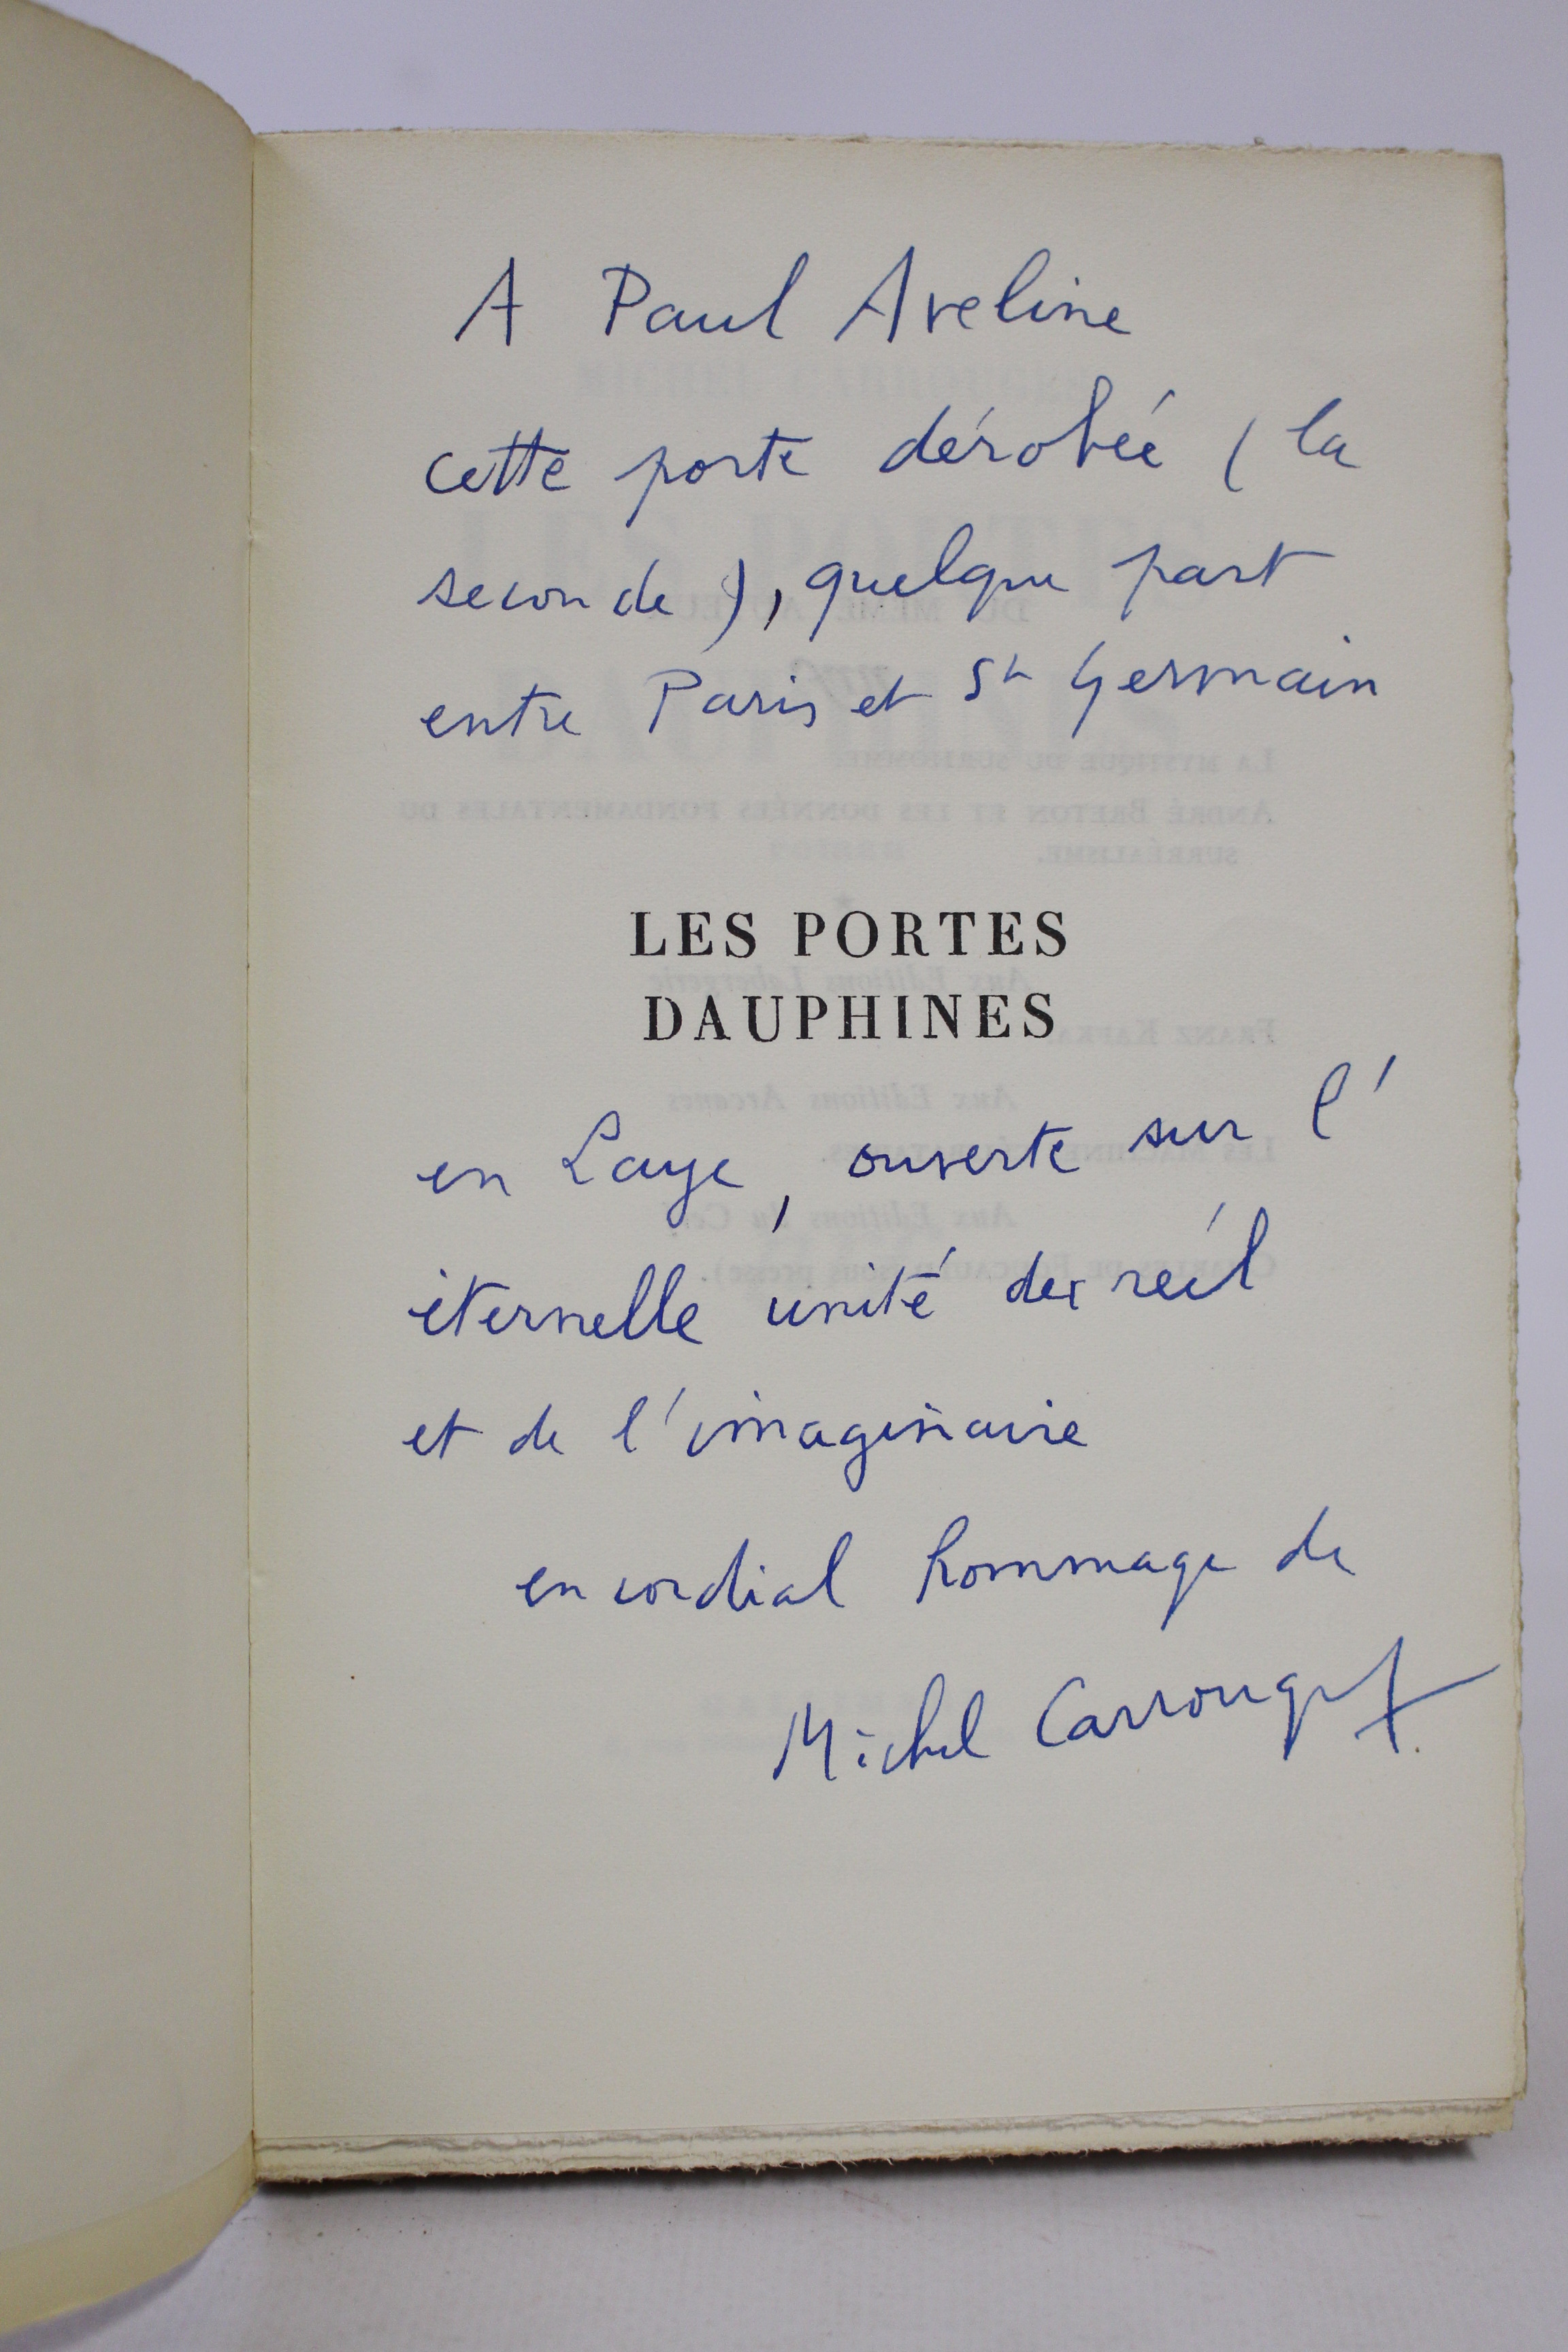 A Paul Aveline
cette porte dérobée (la
seconde), quelque part
entre Paris et St Germain
LES PORTES
DAUPHINES
en Laye, ouverte sur l'
éternelle unité du réel
et de l'imaginaire
en cordial hommage de
Michel Carrouges